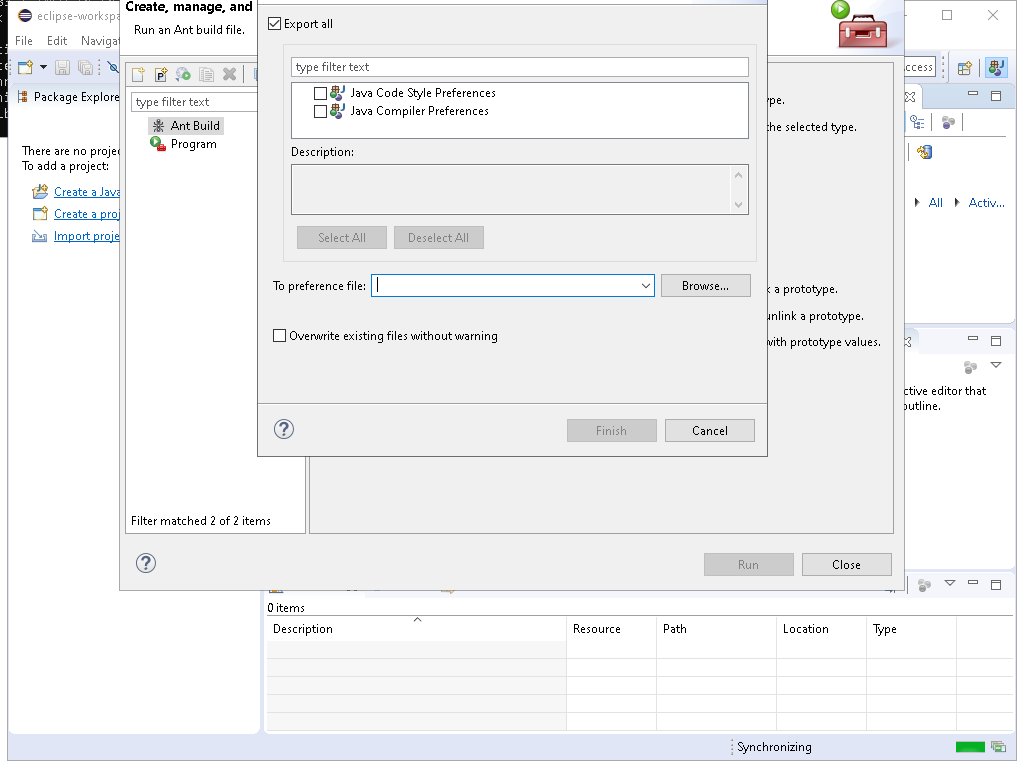 eclipse-workspa
File Edit Navigat
Package Explore
There are no projec
To add a project:
Create a Java
Create a proj
Import proje
Create, manage, and
Run an Ant build file.
type filter text
Ant Build
Program
Filter matched 2 of 2 items
Export all
type filter text
Java Code Style Preferences
Java Compiler Preferences
Description:
Select All Deselect All
To preference file: Browse...
Overwrite existing files without warning
Finish Cancel
ype.
he selected type.
k a prototype.
unlink a prototype.
with prototype values.
Run Close
ccess
All Activ...
ctive editor that
outline.
0 items
Description Resource Path Location Type
Synchronizing